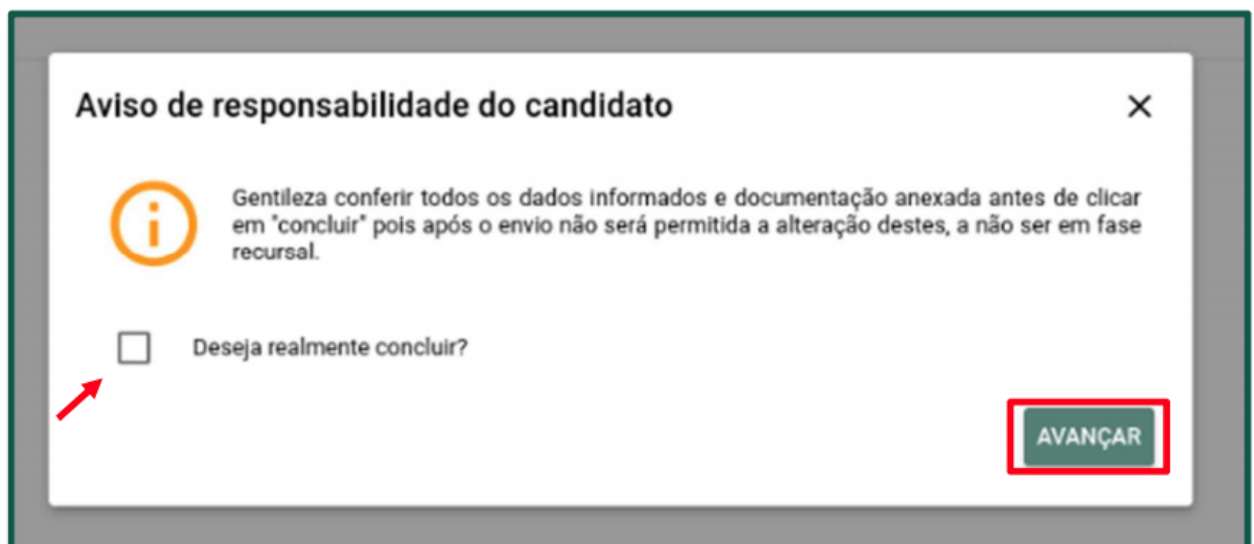 Aviso de responsabilidade do candidato
Gentileza conferir todos os dados informados e documentação anexada antes de clicar
em "concluir" pois após o envio não será permitida a alteração destes, a não ser em fase
recursal.
Deseja realmente concluir?
AVANÇAR